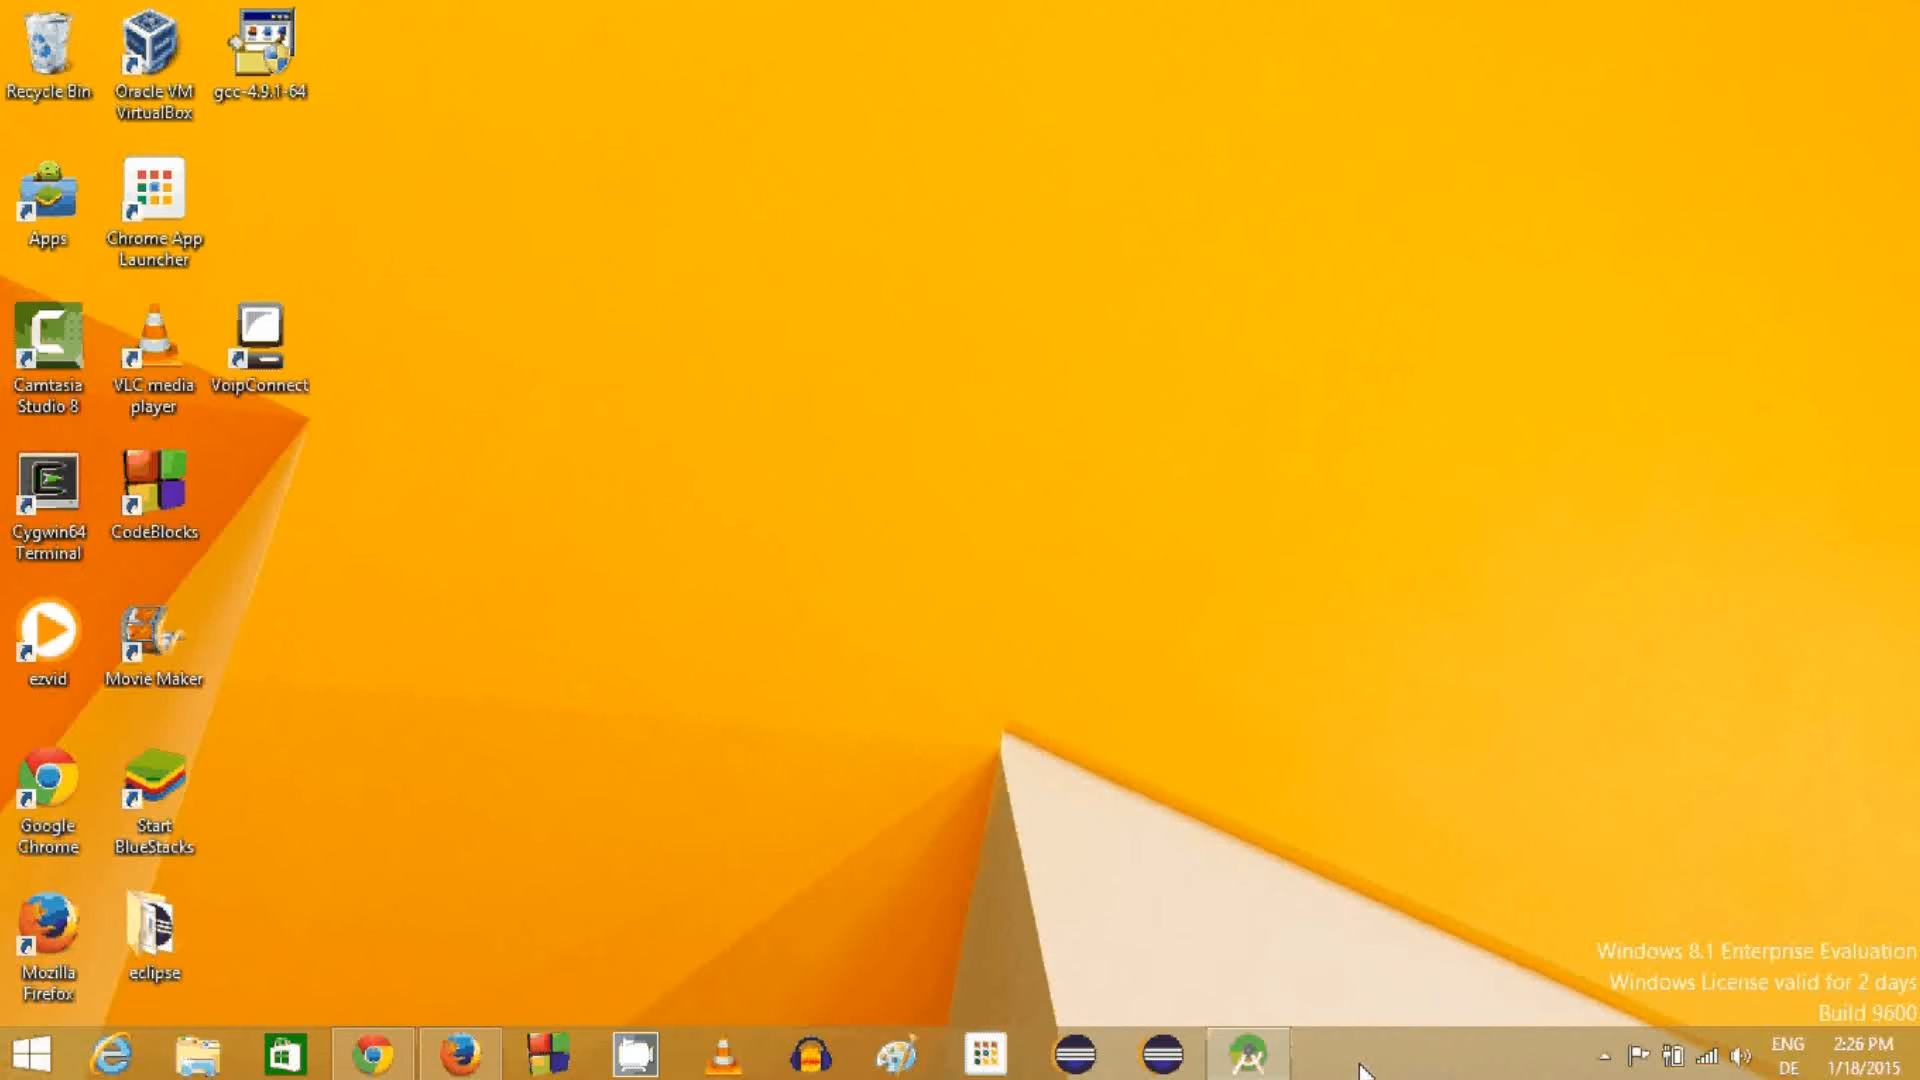 Recycle Bin
Oracle VM
VirtualBox
gcc-4.9.1-64
Apps
Chrome App
Launcher
Camtasia
Studio 8
VLC media
player
VoipConnect
Cygwin64
Terminal
CodeBlocks
ezvid
Movie Maker
Google
Chrome
Start
BlueStacks
Mozilla
Firefox
eclipse
Windows 8.1 Enterprise Evaluation
Windows License valid for 2 days
Build 9600
ENG
DE
2:26 PM
1/18/2015